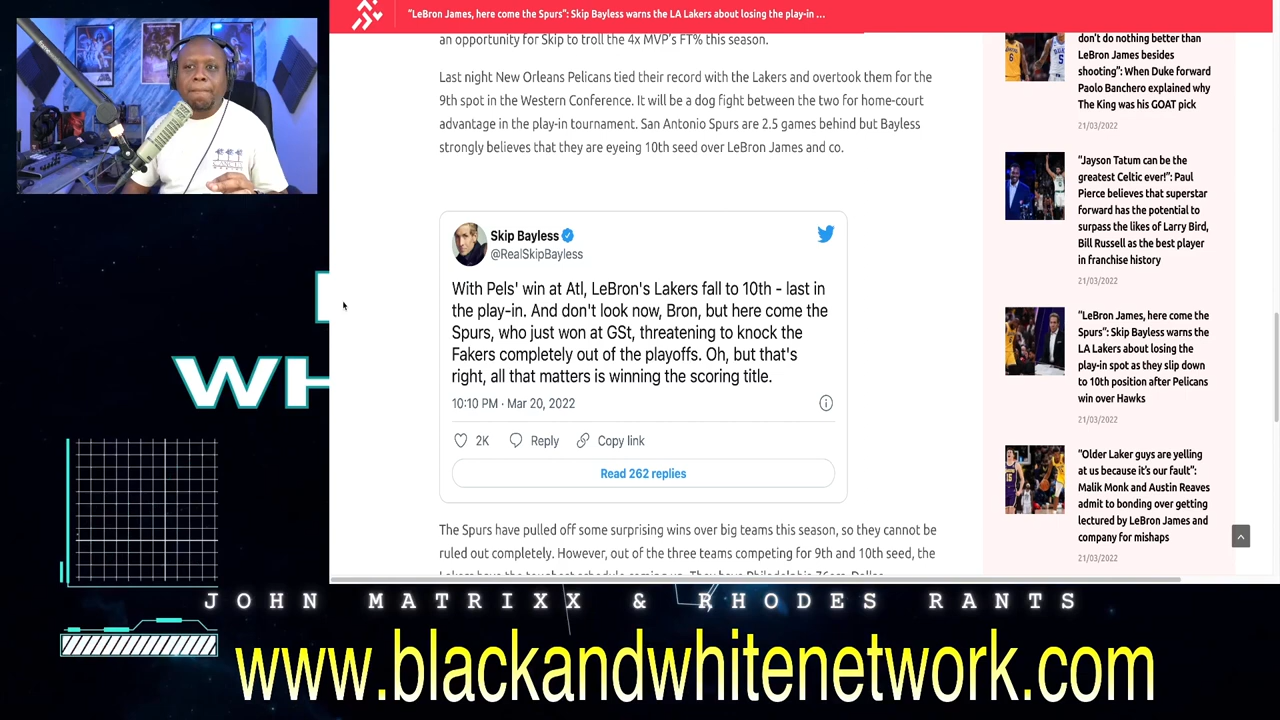 "LeBron James, here come the Spurs": Skip Bayless warns the LA Lakers about losing the play-in ...
an opportunity for Skip to troll the 4x MVP's FT% this season.
Last night New Orleans Pelicans tied their record with the Lakers and overtook them for the
9th spot in the Western Conference. It will be a dog fight between the two for home-court
advantage in the play-in tournament. San Antonio Spurs are 2.5 games behind but Bayless
strongly believes that they are eyeing 10th seed over LeBron James and co.
Skip Bayless
@RealSkipBayless
With Pels' win at Atl, LeBron's Lakers fall to 10th - last in
the play-in. And don't look now, Bron, but here come the
Spurs, who just won at GSt, threatening to knock the
Fakers completely out of the playoffs. Oh, but that's
right, all that matters is winning the scoring title.
10:10 PM · Mar 20, 2022
2K Reply Copy link
Read 262 replies
The Spurs have pulled off some surprising wins over big teams this season, so they cannot be
ruled out completely. However, out of the three teams competing for 9th and 10th seed, the
don't do nothing better than
LeBron James besides
shooting": When Duke forward
Paolo Banchero explained why
The King was his GOAT pick
21/03/2022
"Jayson Tatum can be the
greatest Celtic ever!": Paul
Pierce believes that superstar
forward has the potential to
surpass the likes of Larry Bird,
Bill Russell as the best player
in franchise history
21/03/2022
"LeBron James, here come the
Spurs": Skip Bayless warns the
LA Lakers about losing the
play-in spot as they slip down
to 10th position after Pelicans
win over Hawks
21/03/2022
"Older Laker guys are yelling
at us because it's our fault":
Malik Monk and Austin Reaves
admit to bonding over getting
lectured by LeBron James and
company for mishaps
21/03/2022
WH
JOHN MATRIXX & RHODES RANTS
www.blackandwhitenetwork.com